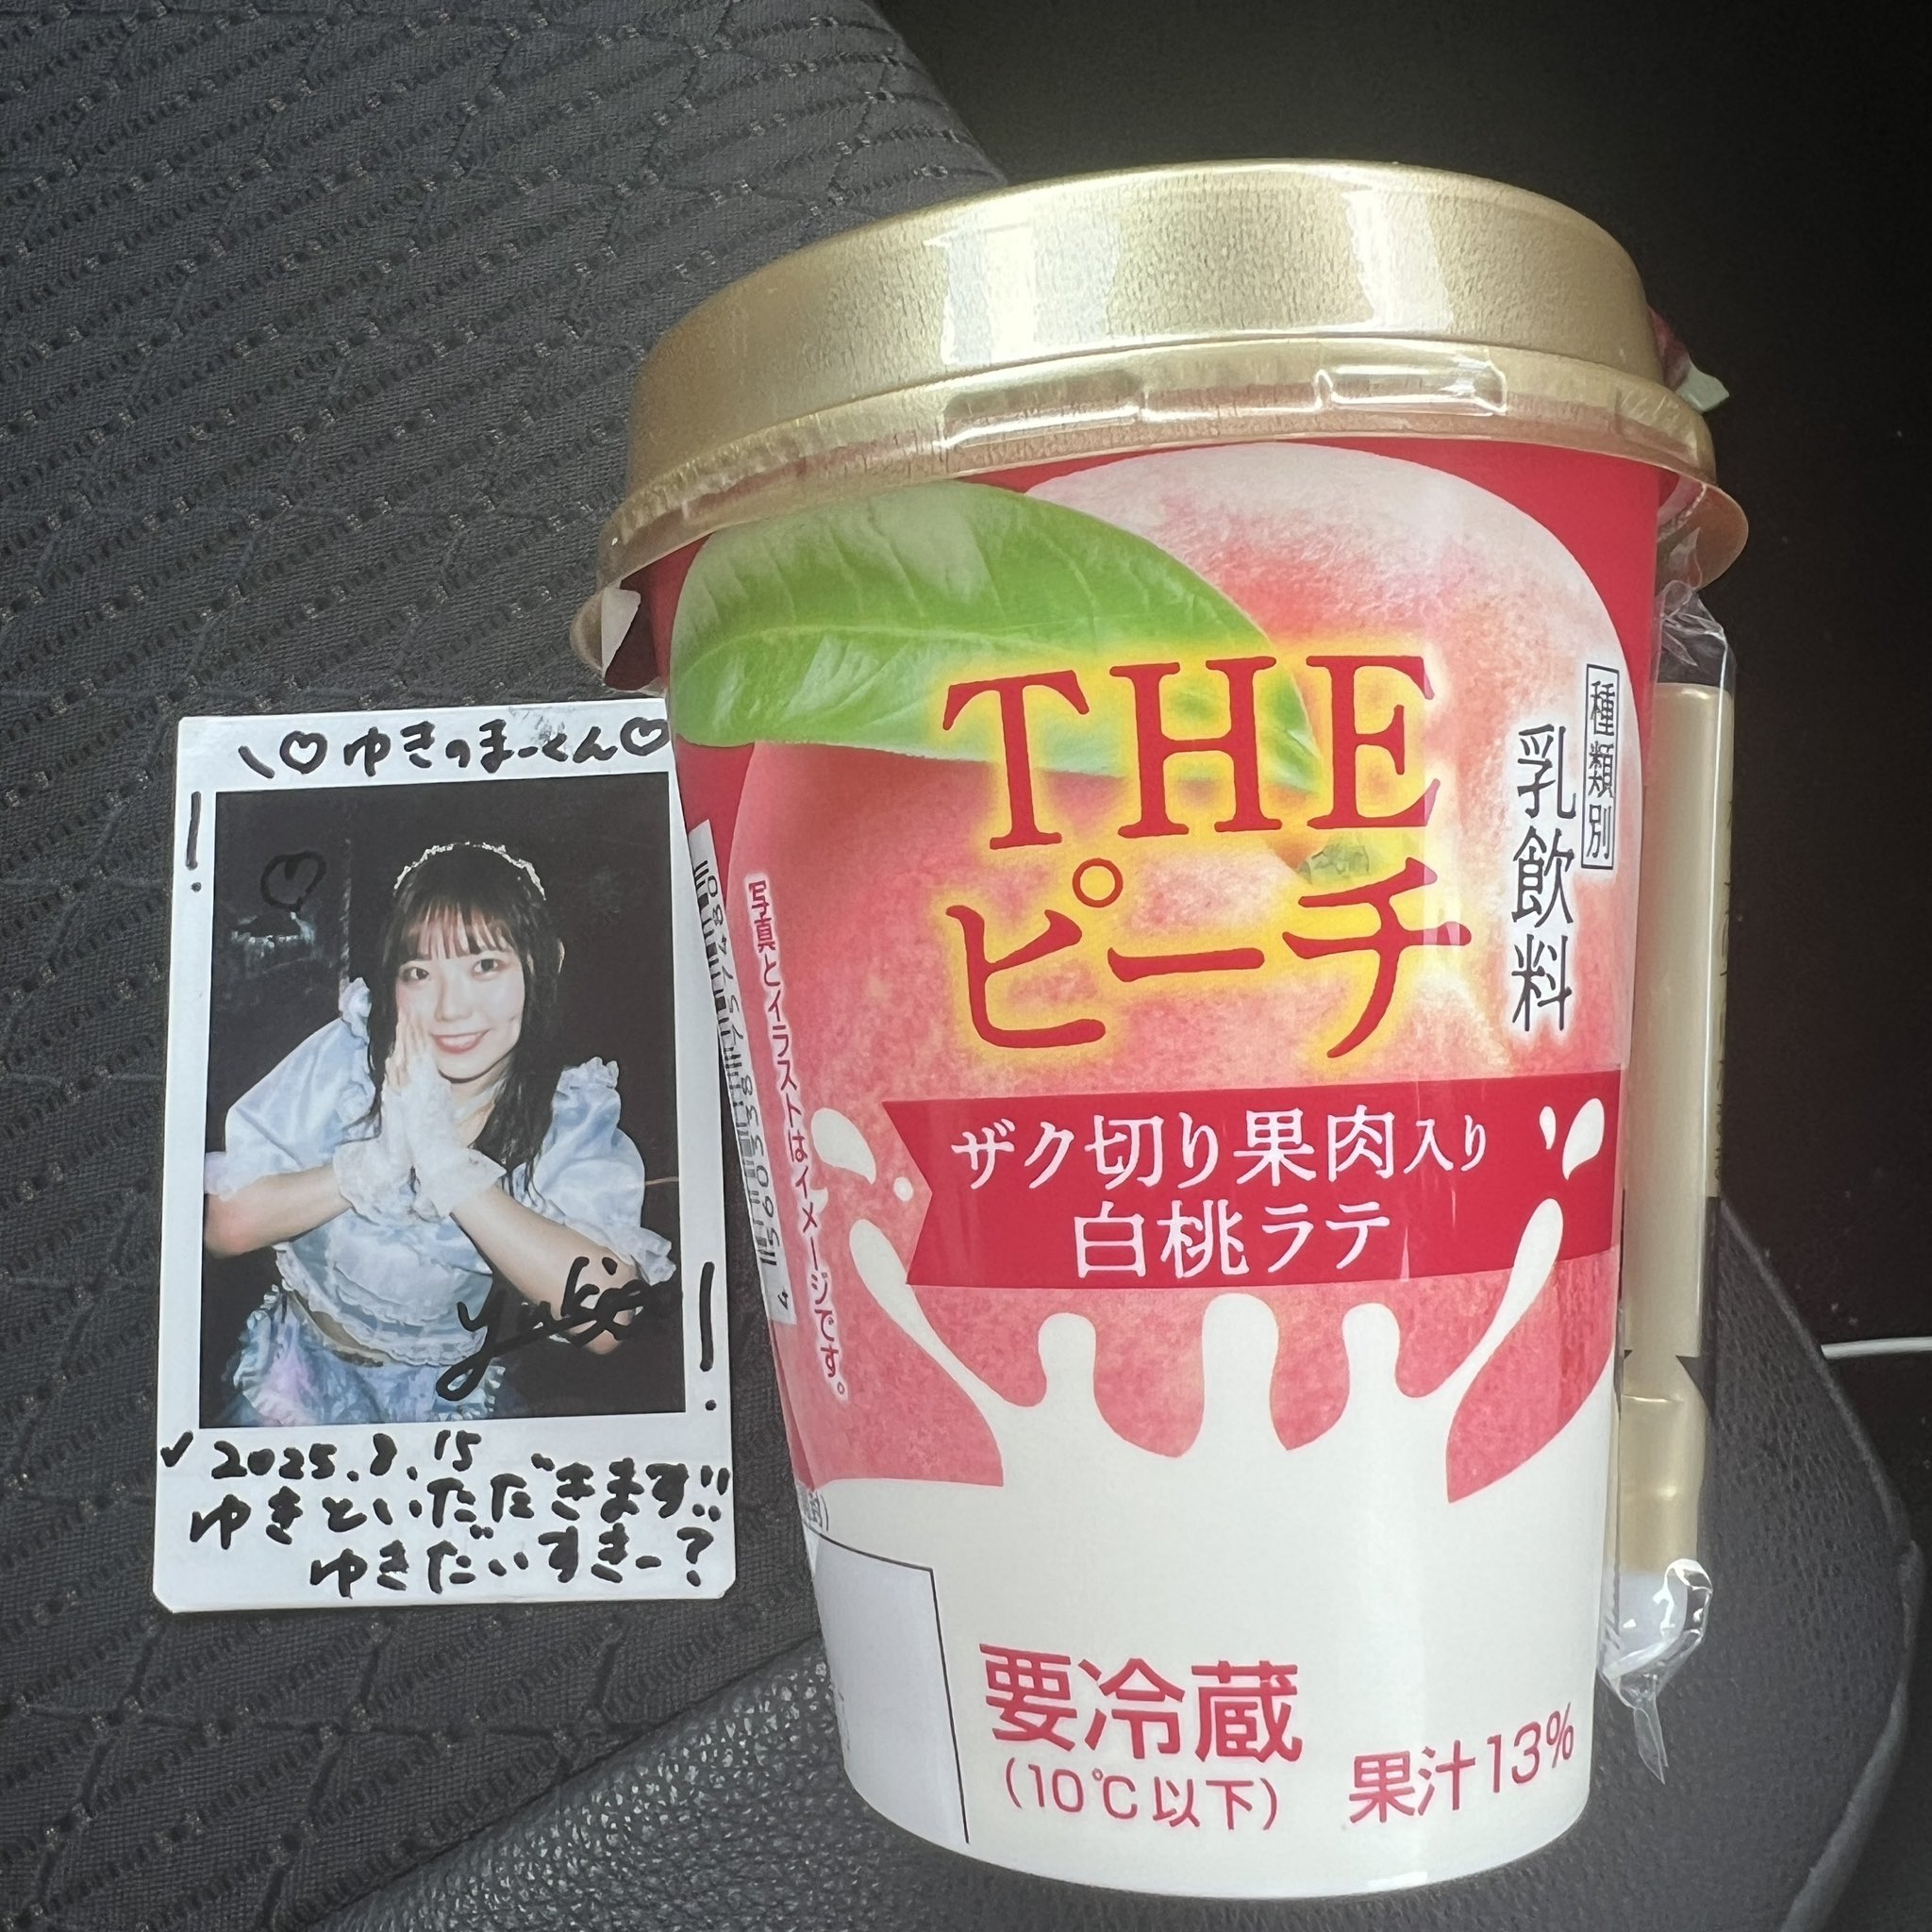 ♡ゆきのまーくん♡
2025.3.15
ゆきといただきます!!
ゆきだいすきー?
yuki
THE
ピーチ
種類別
乳飲料
ザク切り果肉入り
白桃ラテ
写真とイラストはイメージです。
要冷蔵
(10℃以下)
果汁13%